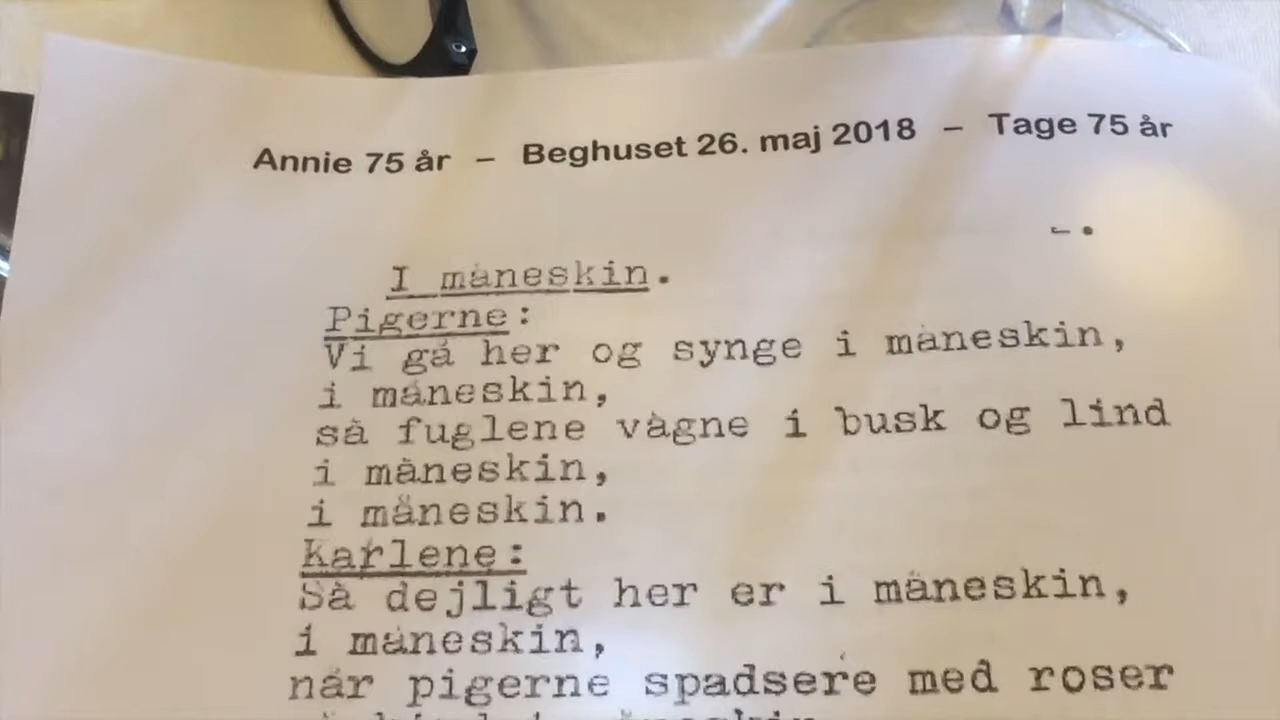 Annie 75 år – Beghuset 26. maj 2018 – Tage 75 år
I måneskin.
Pigerne:
Vi gå her og synge i måneskin,
i måneskin,
så fuglene vågne i busk og lind
i måneskin,
i måneskin.
Karlene:
Så dejligt her er i måneskin,
i måneskin,
når pigerne spadsere med roser